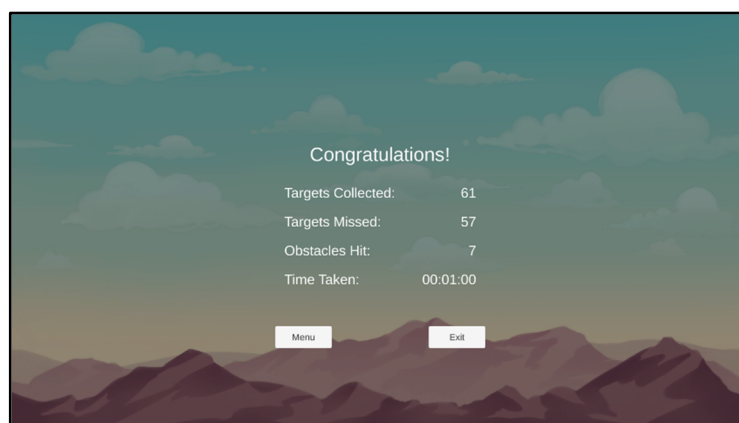 Congratulations!
Targets Collected: 61
Targets Missed: 57
Obstacles Hit: 7
Time Taken: 00:01:00
Menu Exit